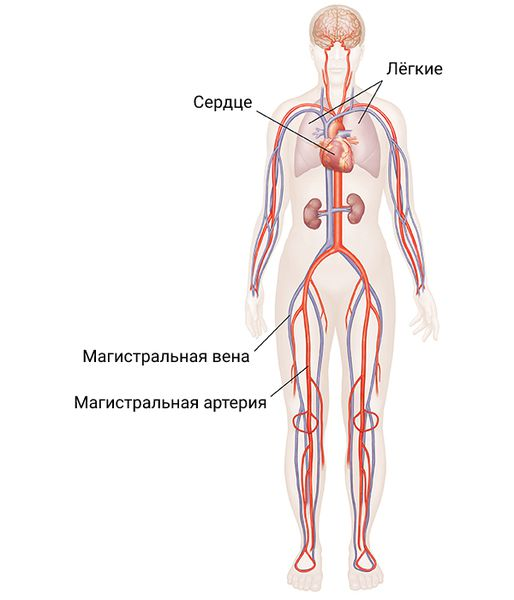 Лёгкие
Сердце
Магистральная вена
Магистральная артерия